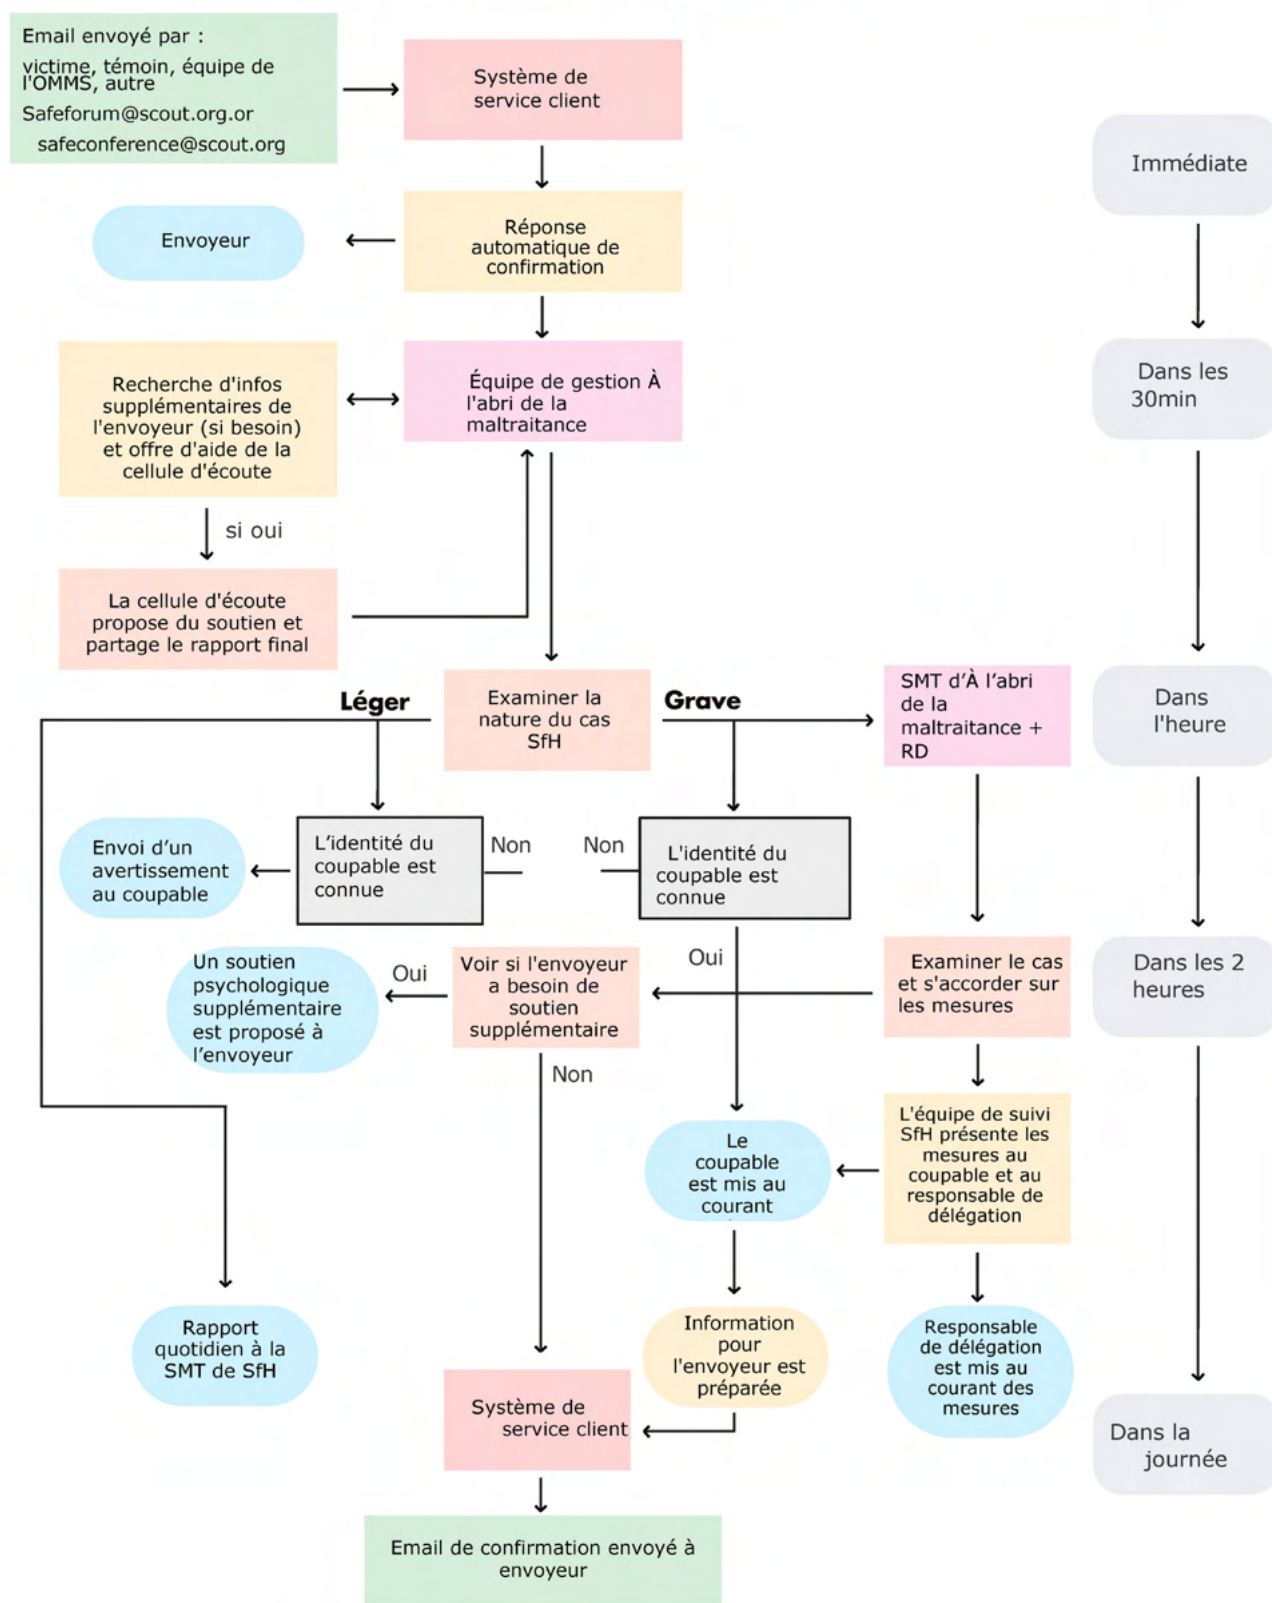 Email envoyé par :
victime, témoin, équipe de
l'OMMS, autre
Safeforum@scout.org.or
safeconference@scout.org
Système de
service client
Immédiate
Envoyeur
Réponse
automatique de
confirmation
Recherche d'infos
supplémentaires de
l'envoyeur (si besoin)
et offre d'aide de la
cellule d'écoute
Équipe de gestion À
l'abri de la
maltraitance
Dans les
30min
si oui
La cellule d'écoute
propose du soutien et
partage le rapport final
Léger
Examiner la
nature du cas
SfH
Grave
SMT d'À l'abri
de la
maltraitance +
RD
Dans
l'heure
Envoi d'un
avertissement
au coupable
L'identité du
coupable est
connue
Non
Non
L'identité du
coupable est
connue
Un soutien
psychologique
supplémentaire
est proposé à
l'envoyeur
Oui
Voir si l'envoyeur
a besoin de
soutien
supplémentaire
Oui
Examiner le cas
et s'accorder sur
les mesures
Dans les 2
heures
Non
Le
coupable
est mis au
courant
L'équipe de suivi
SfH présente les
mesures au
coupable et au
responsable de
délégation
Rapport
quotidien à la
SMT de SfH
Information
pour
l'envoyeur est
préparée
Responsable
de délégation
est mis au
courant des
mesures
Système de
service client
Dans la
journée
Email de confirmation envoyé à
envoyeur